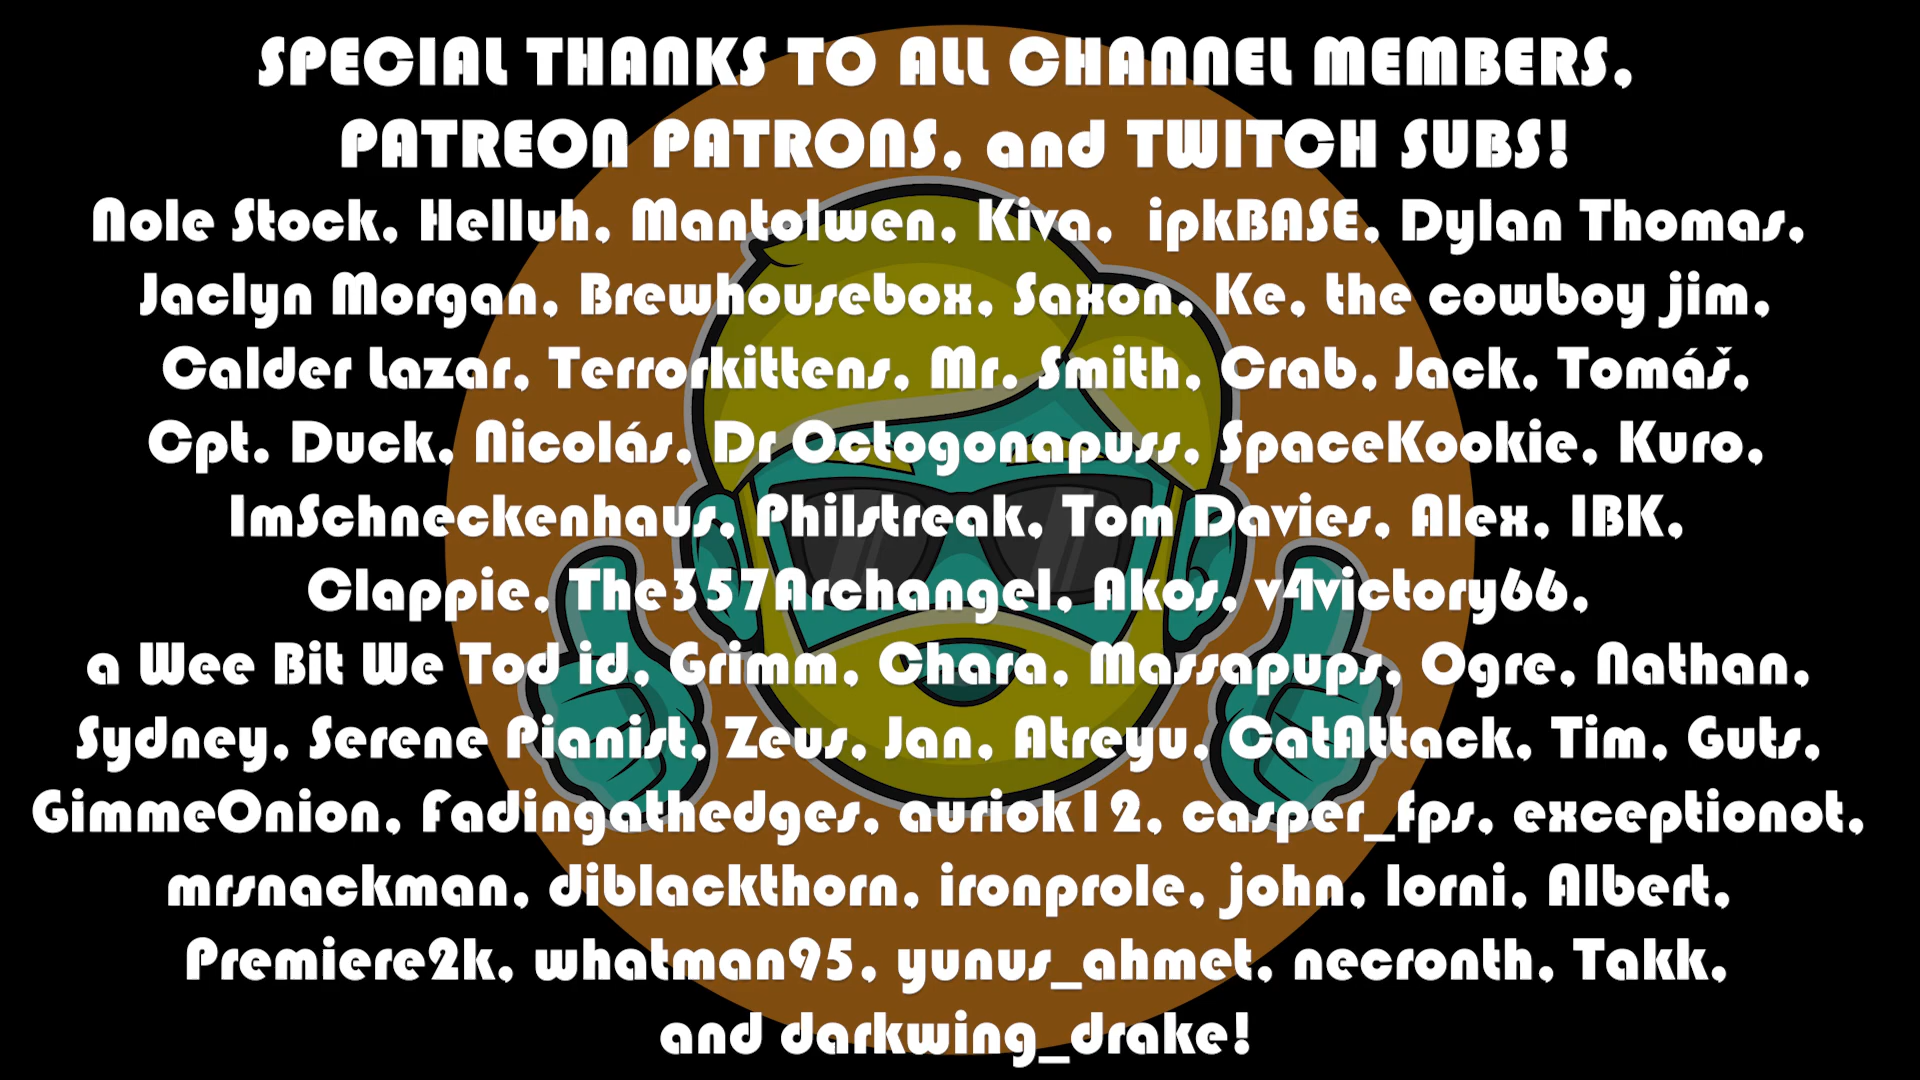 SPECIAL THANKS TO ALL CHANNEL MEMBERS,
PATREON PATRONS, and TWITCH SUBS!
Nole Stock, Helluh, Mantolwen, Kiva, ipkBASE, Dylan Thomas,
Jaclyn Morgan, Brewhousebox, Saxon, Ke, the cowboy jim,
Calder Lazar, Terrorkittens, Mr. Smith, Crab, Jack, Tomáš,
Cpt. Duck, Nicolás, Dr Octogonapuss, SpaceKookie, Kuro,
ImSchneckenhaus, Philstreak, Tom Davies, Alex, IBK,
Clappie, The357Archangel, Akos, v4victory66,
a Wee Bit We Tod id, Grimm, Chara, Massapups, Ogre, Nathan,
Sydney, Serene Pianist, Zeus, Jan, Atreyu, CatAttack, Tim, Guts,
GimmeOnion, Fadingathedges, auriok12, casper_fps, exceptionot,
mrsnackman, diblackthorn, ironprole, john, lorni, Albert,
Premiere2k, whatman95, yunus_ahmet, necronth, Takk,
and darkwing_drake!